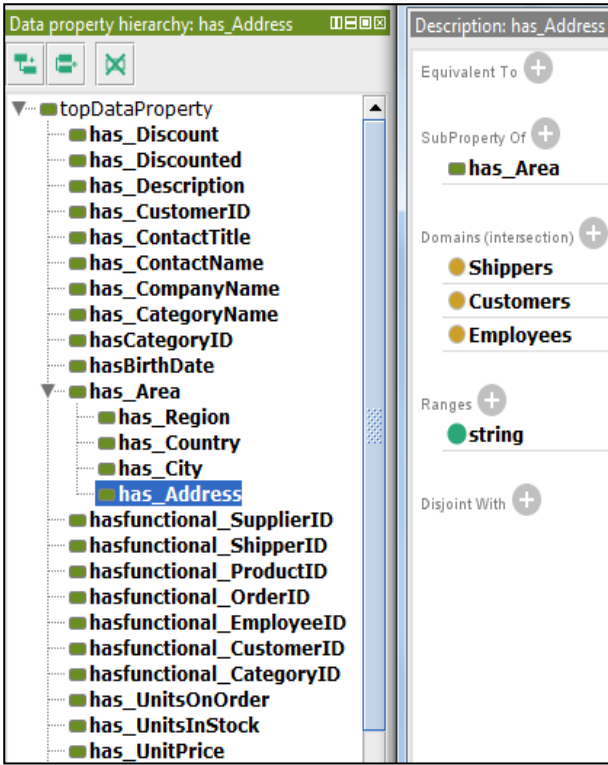 Data property hierarchy: has_Address
topDataProperty
has_Discount
has_Discounted
has_Description
has_CustomerID
has_ContactTitle
has_ContactName
has_CompanyName
has_CategoryName
hasCategoryID
hasBirthDate
has_Area
has_Region
has_Country
has_City
has_Address
hasfunctional_SupplierID
hasfunctional_ShipperID
hasfunctional_ProductID
hasfunctional_OrderID
hasfunctional_EmployeeID
hasfunctional_CustomerID
hasfunctional_CategoryID
has_UnitsOnOrder
has_UnitsInStock
has_UnitPrice
Description: has_Address
Equivalent To
SubProperty Of
has_Area
Domains (intersection)
Shippers
Customers
Employees
Ranges
string
Disjoint With